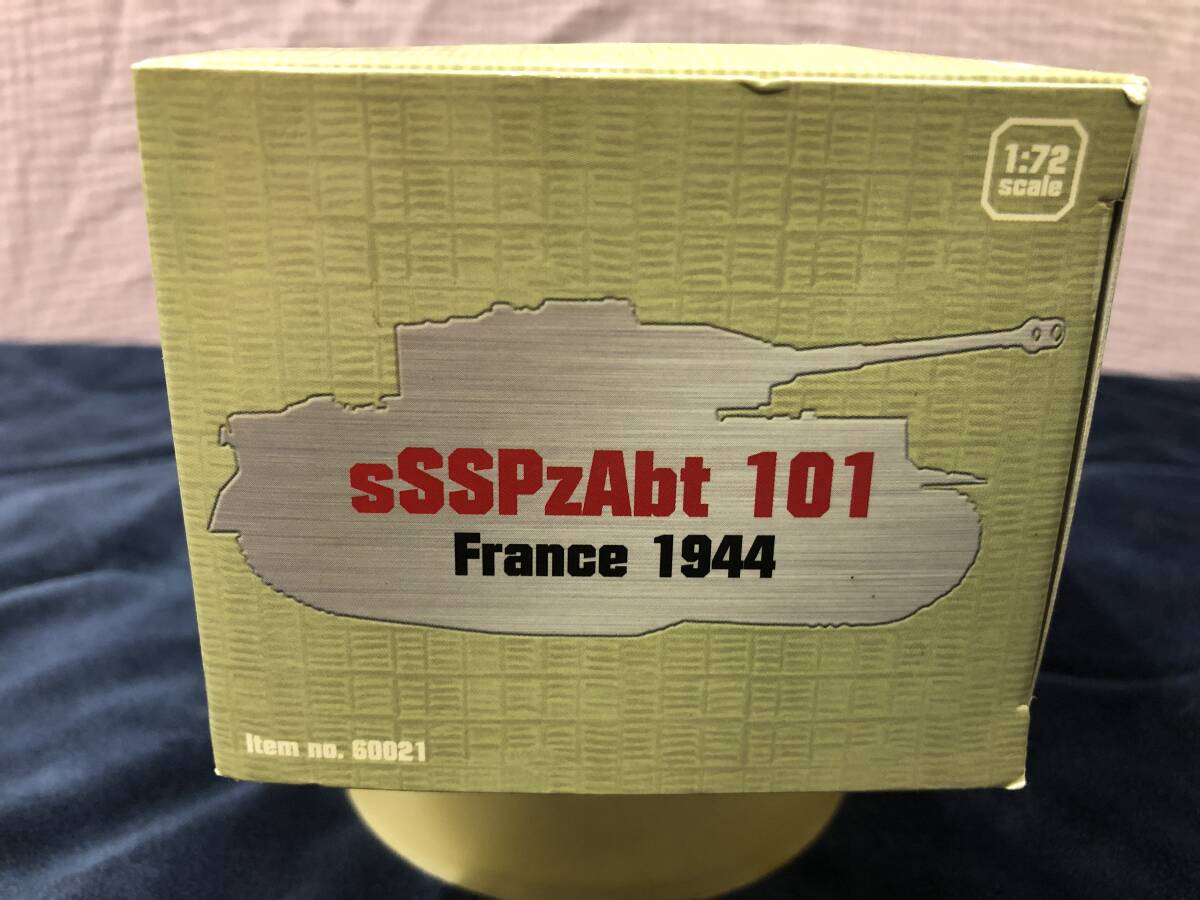 1:72
scale
sSSPzAbt 101
France 1944
Item no. 60021